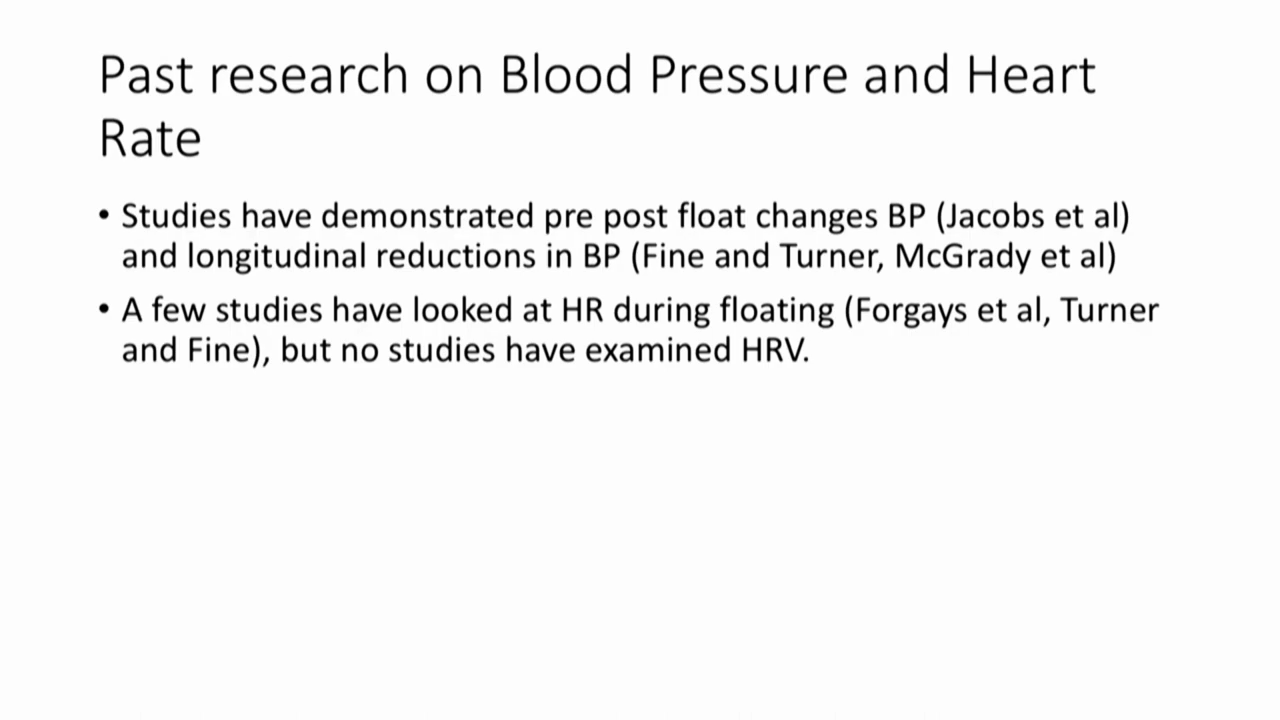 Past research on Blood Pressure and Heart
Rate
• Studies have demonstrated pre post float changes BP (Jacobs et al)
and longitudinal reductions in BP (Fine and Turner, McGrady et al)
• A few studies have looked at HR during floating (Forgays et al, Turner
and Fine), but no studies have examined HRV.